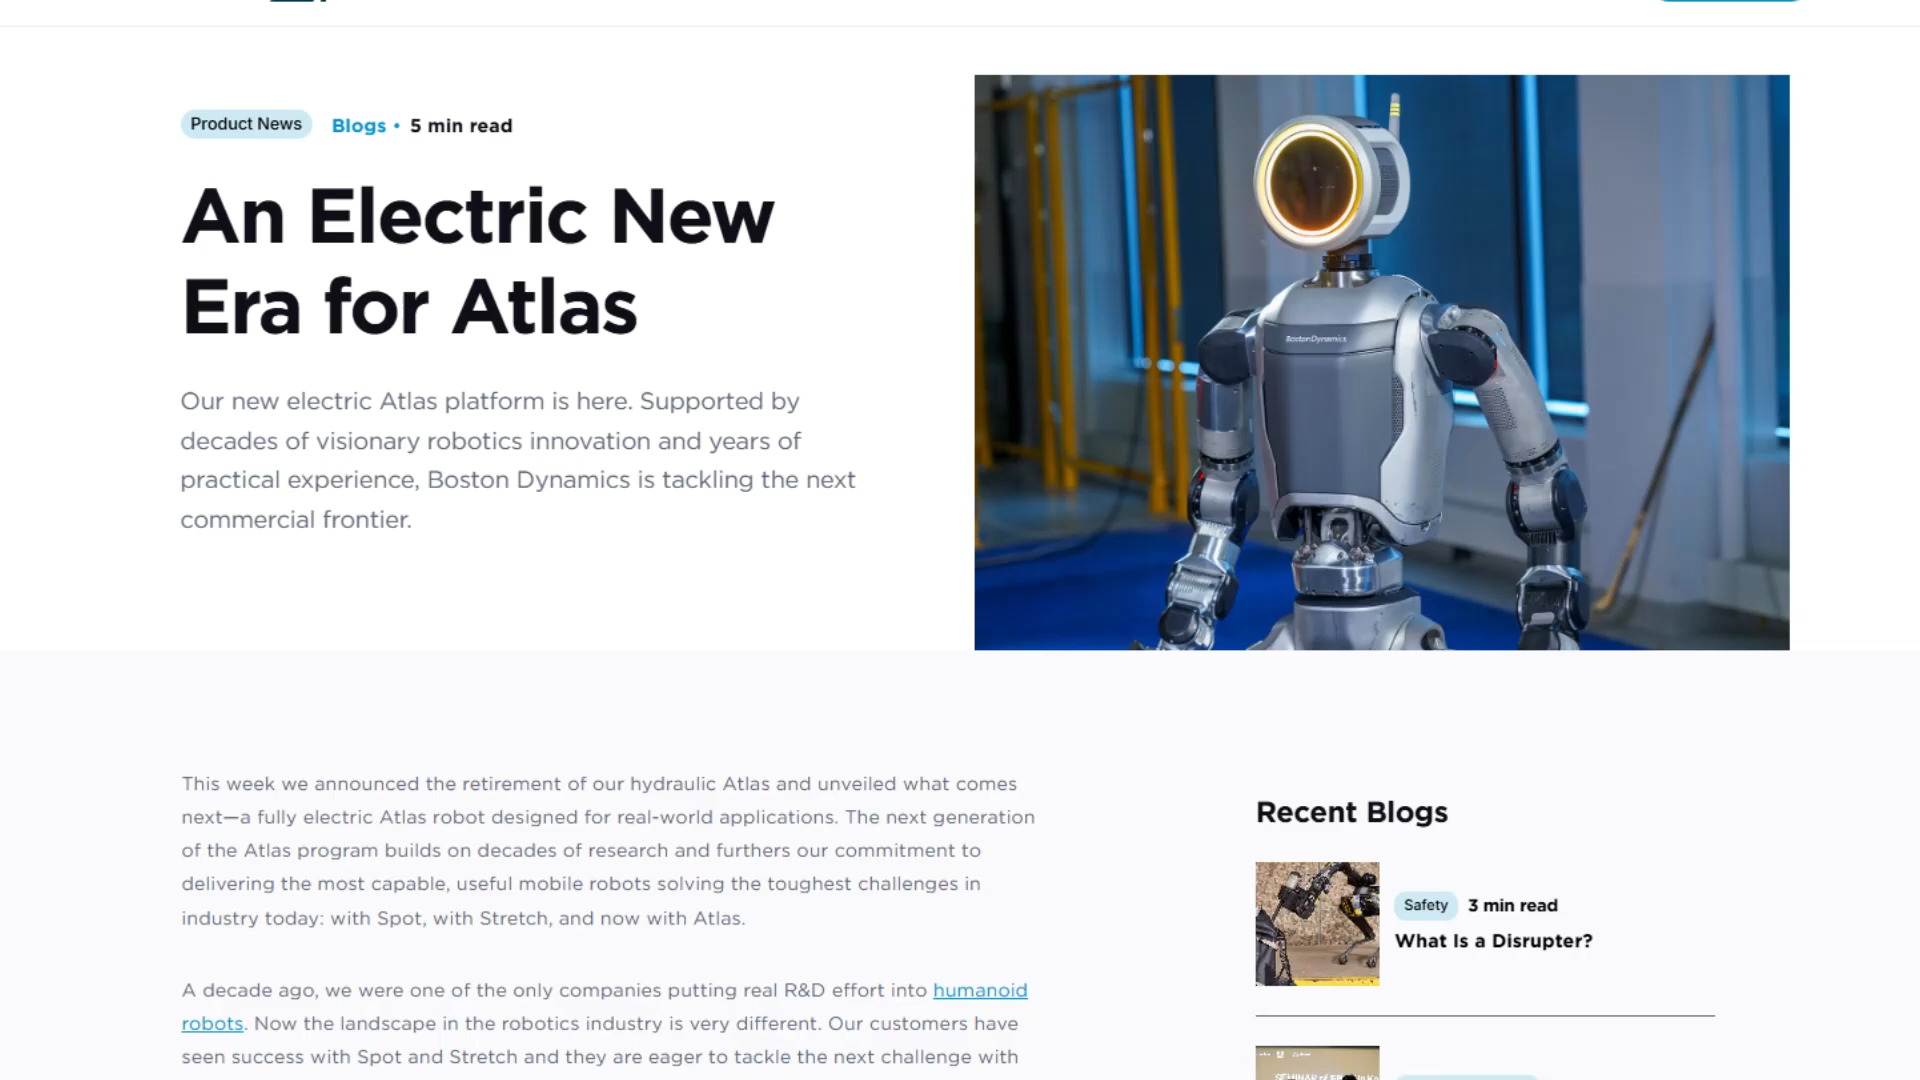 Product News
Blogs • 5 min read
An Electric New
Era for Atlas
Our new electric Atlas platform is here. Supported by
decades of visionary robotics innovation and years of
practical experience, Boston Dynamics is tackling the next
commercial frontier.
BostonDynamics
This week we announced the retirement of our hydraulic Atlas and unveiled what comes
next—a fully electric Atlas robot designed for real-world applications. The next generation
of the Atlas program builds on decades of research and furthers our commitment to
delivering the most capable, useful mobile robots solving the toughest challenges in
industry today: with Spot, with Stretch, and now with Atlas.
A decade ago, we were one of the only companies putting real R&D effort into humanoid
robots. Now the landscape in the robotics industry is very different. Our customers have
seen success with Spot and Stretch and they are eager to tackle the next challenge with
Recent Blogs
Safety 3 min read
What Is a Disrupter?